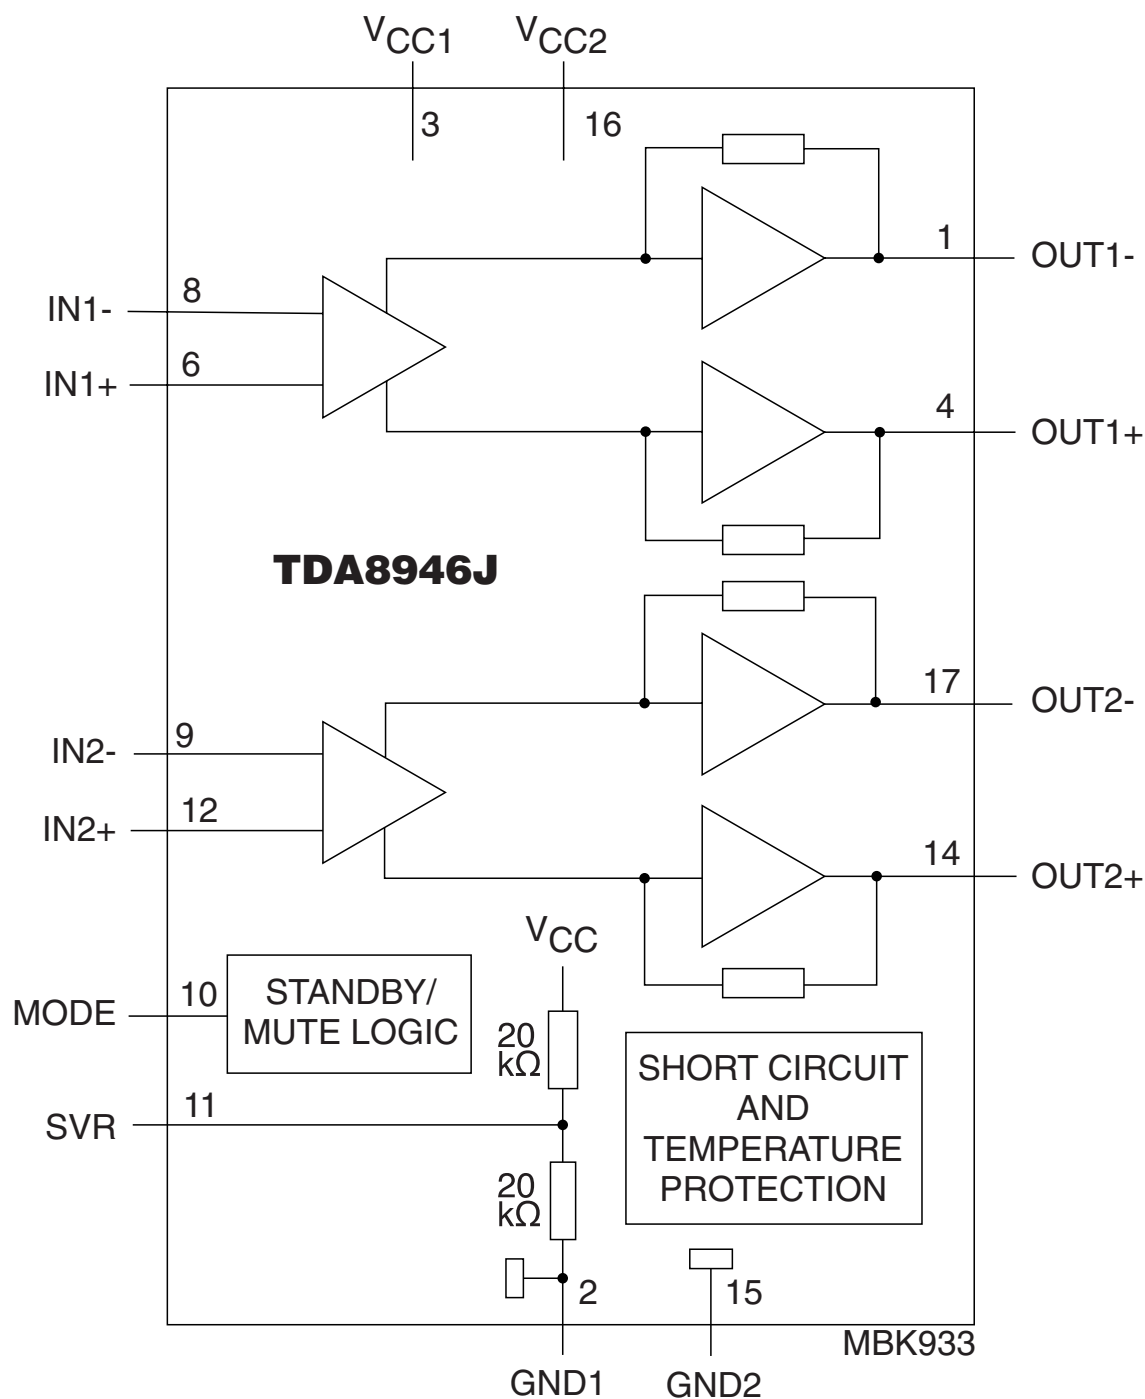 VCC1
VCC2
3
16
1
OUT1-
8
IN1-
6
IN1+
4
OUT1+
TDA8946J
17
OUT2-
9
IN2-
12
IN2+
14
OUT2+
VCC
10
MODE
STANDBY/
MUTE LOGIC
20
kΩ
SHORT CIRCUIT
AND
TEMPERATURE
PROTECTION
11
SVR
20
kΩ
2
15
MBK933
GND1
GND2